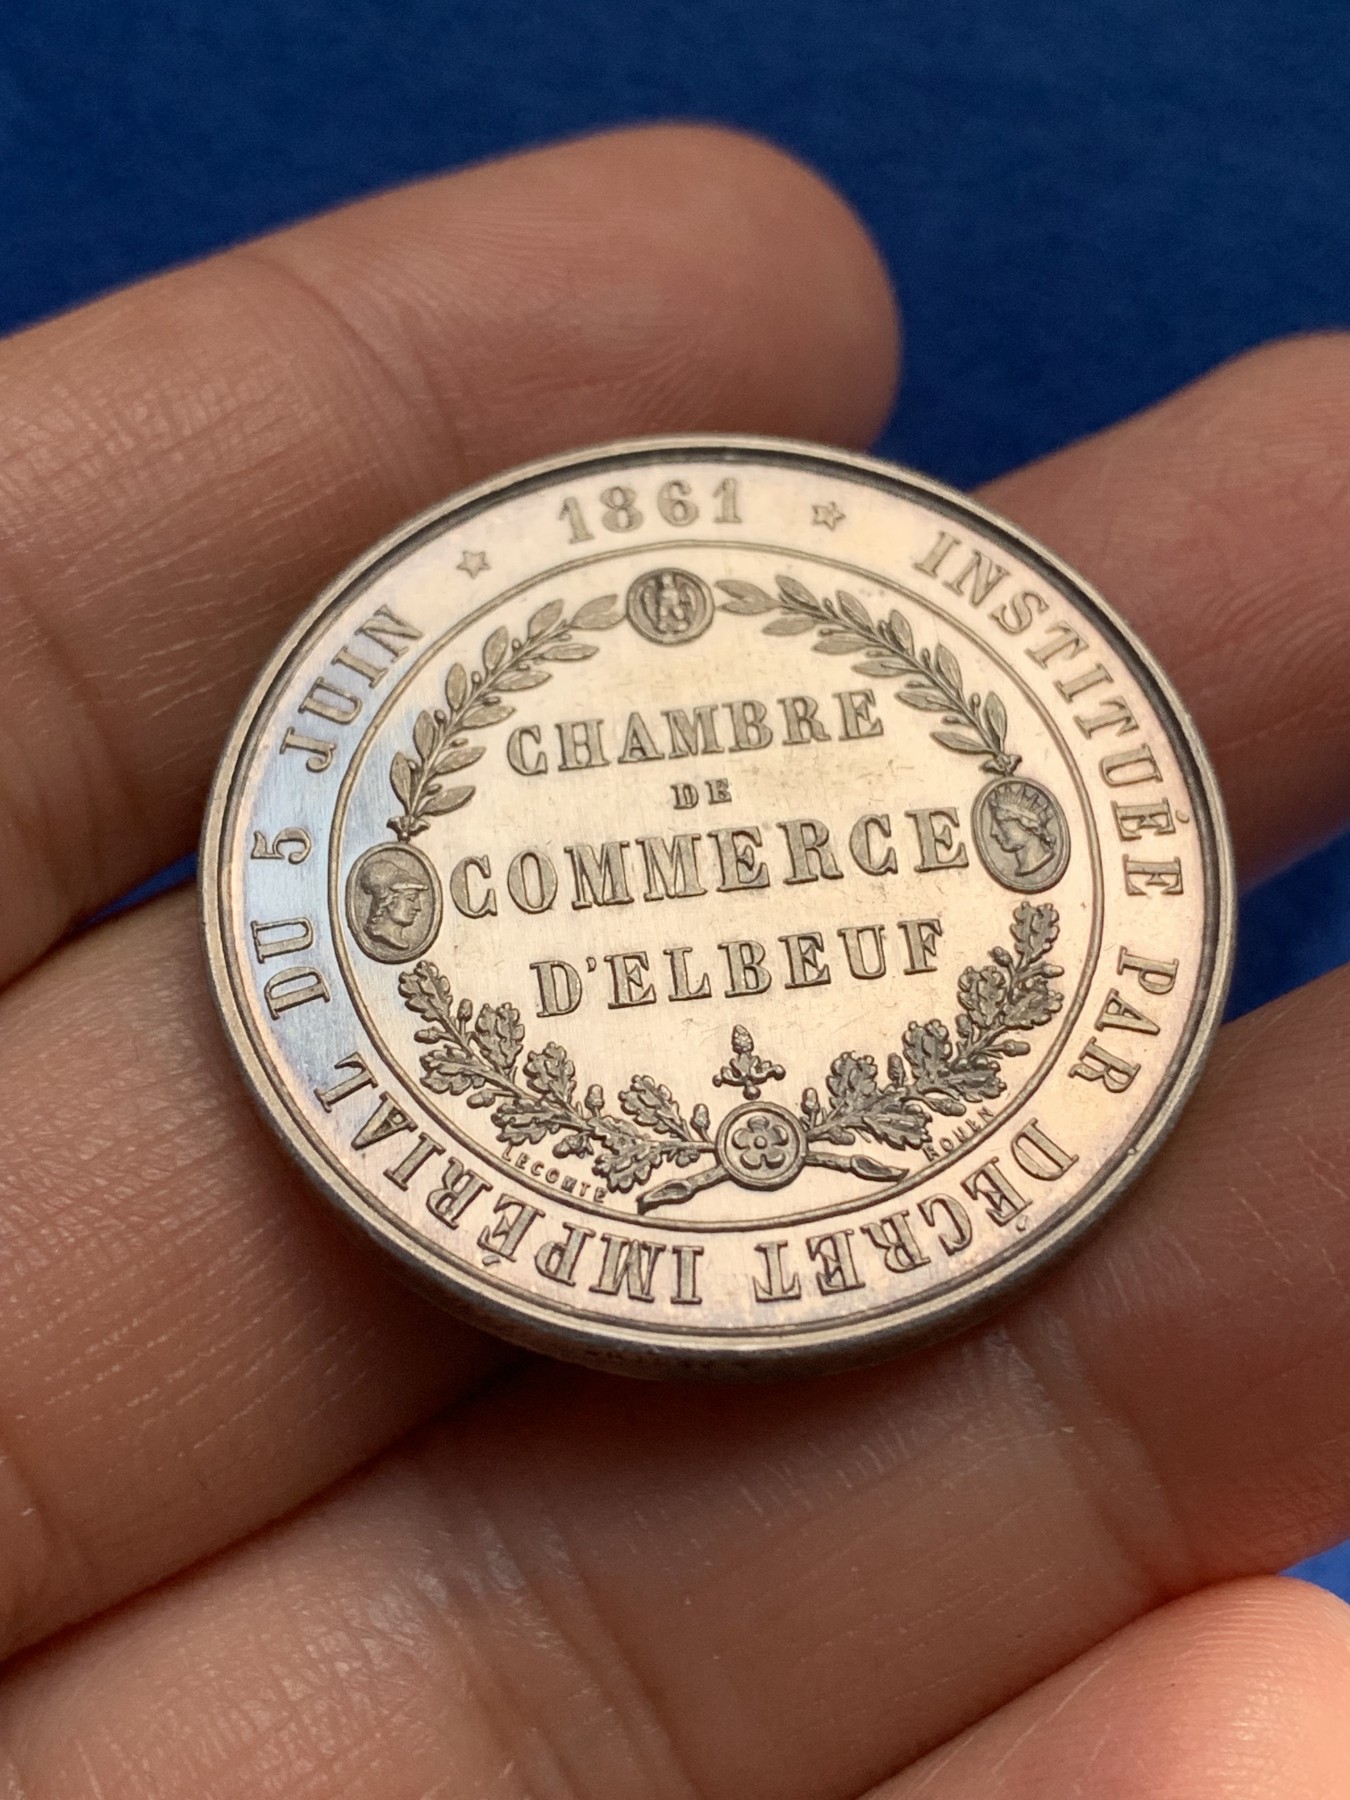 INSTITUÉE PAR DÉCRET IMPÉRIAL DU 5 JUIN ☆ 1861 ☆
CHAMBRE
DE
COMMERCE
D'ELBEUF
LECOMTE
ROUEN